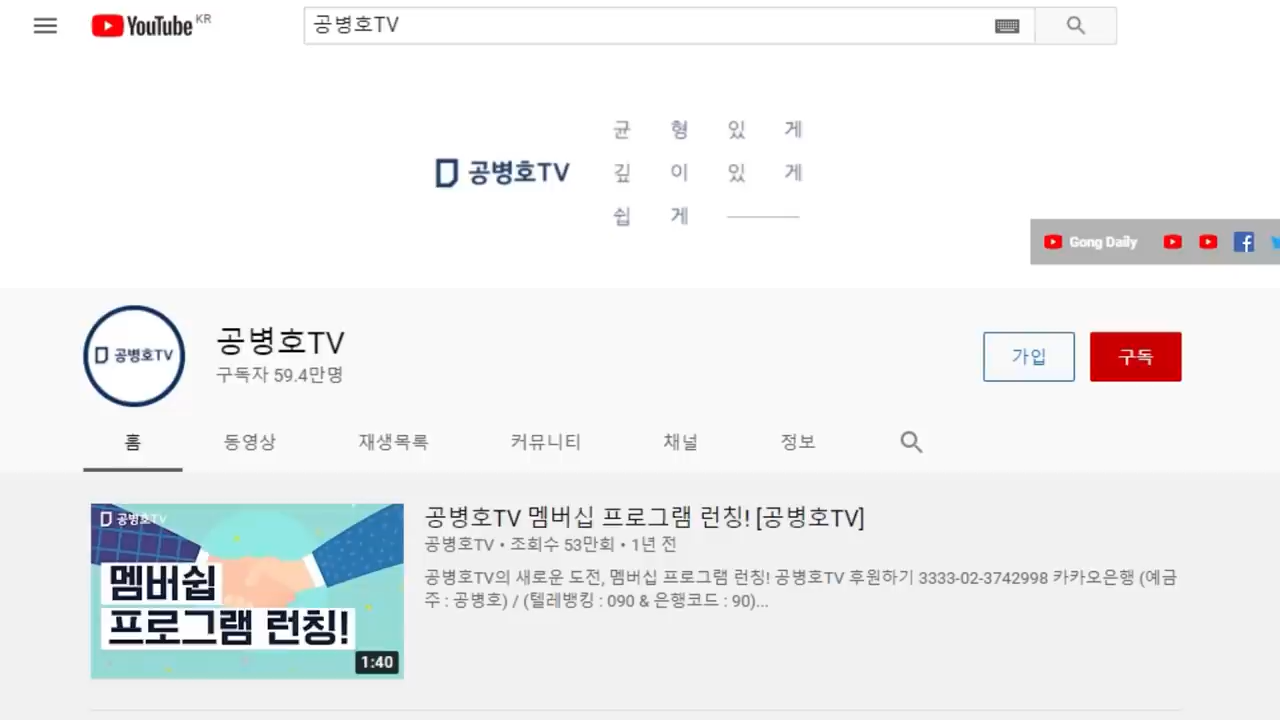 YouTube KR
공병호TV
균 형 있 게
공병호TV
깊 이 있 게
쉽 게
Gong Daily
공병호TV
공병호TV
구독자 59.4만명
가입
구독
홈
동영상
재생목록
커뮤니티
채널
정보
공병호TV
멤버쉽
프로그램 런칭!
1:40
공병호TV 멤버십 프로그램 런칭! [공병호TV]
공병호TV • 조회수 53만회 • 1년 전
공병호TV의 새로운 도전, 멤버십 프로그램 런칭! 공병호TV 후원하기 3333-02-3742998 카카오은행 (예금
주 : 공병호) / (텔레뱅킹 : 090 & 은행코드 : 90)...